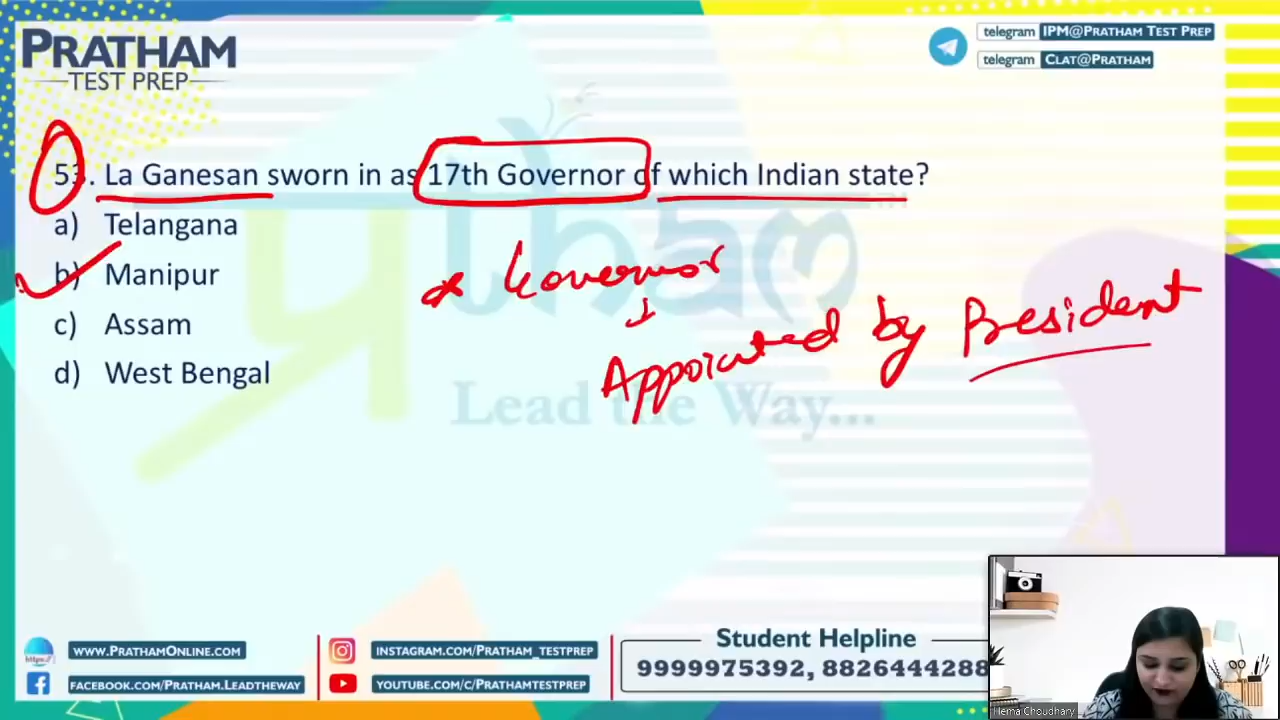 PRATHAM
TEST PREP
telegram IPM@PRATHAM TEST PREP
telegram CLAT@PRATHAM
53. La Ganesan sworn in as 17th Governor of which Indian state?
a) Telangana
b) Manipur
c) Assam
d) West Bengal
* Governor
Appointed by President
Lead the Way...
WWW.PRATHAMONLINE.COM
FACEBOOK.COM/PRATHAM.LEADTHEWAY
INSTAGRAM.COM/PRATHAM_TESTPREP
YOUTUBE.COM/C/PRATHAMTESTPREP
Student Helpline
9999975392, 8826444288
Hema Choudhary